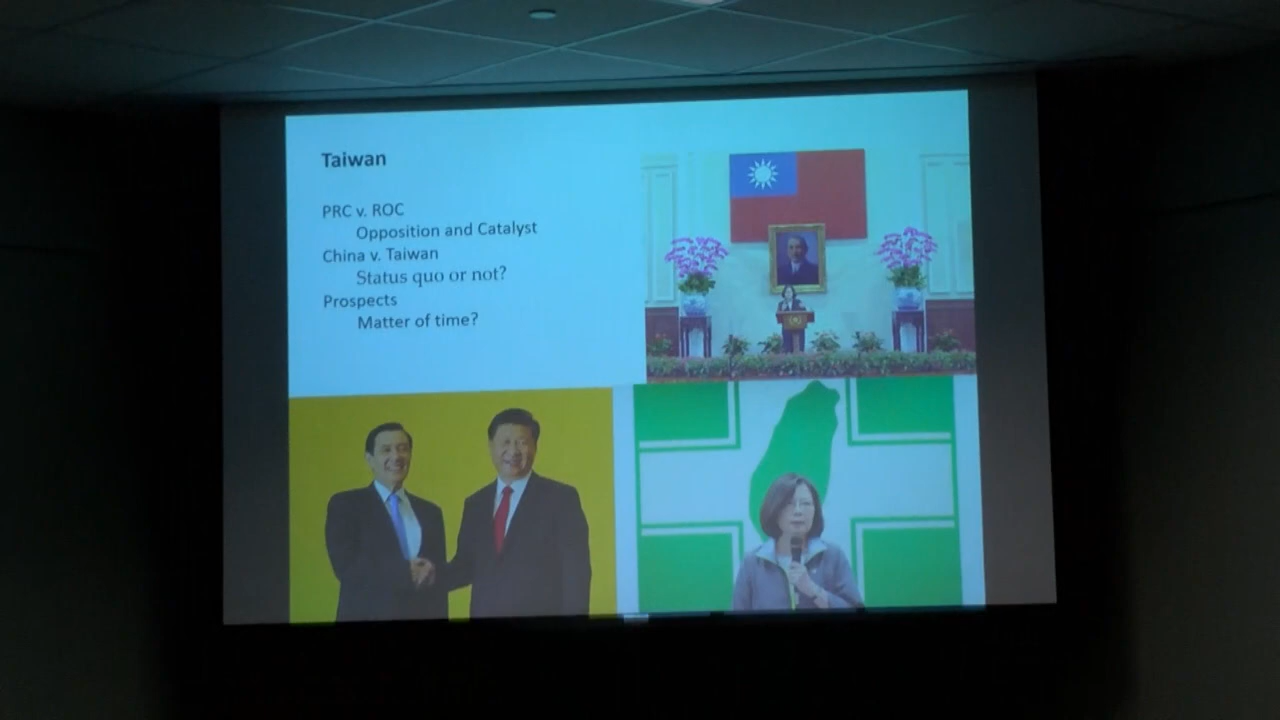 Taiwan
PRC v. ROC
Opposition and Catalyst
China v. Taiwan
Status quo or not?
Prospects
Matter of time?